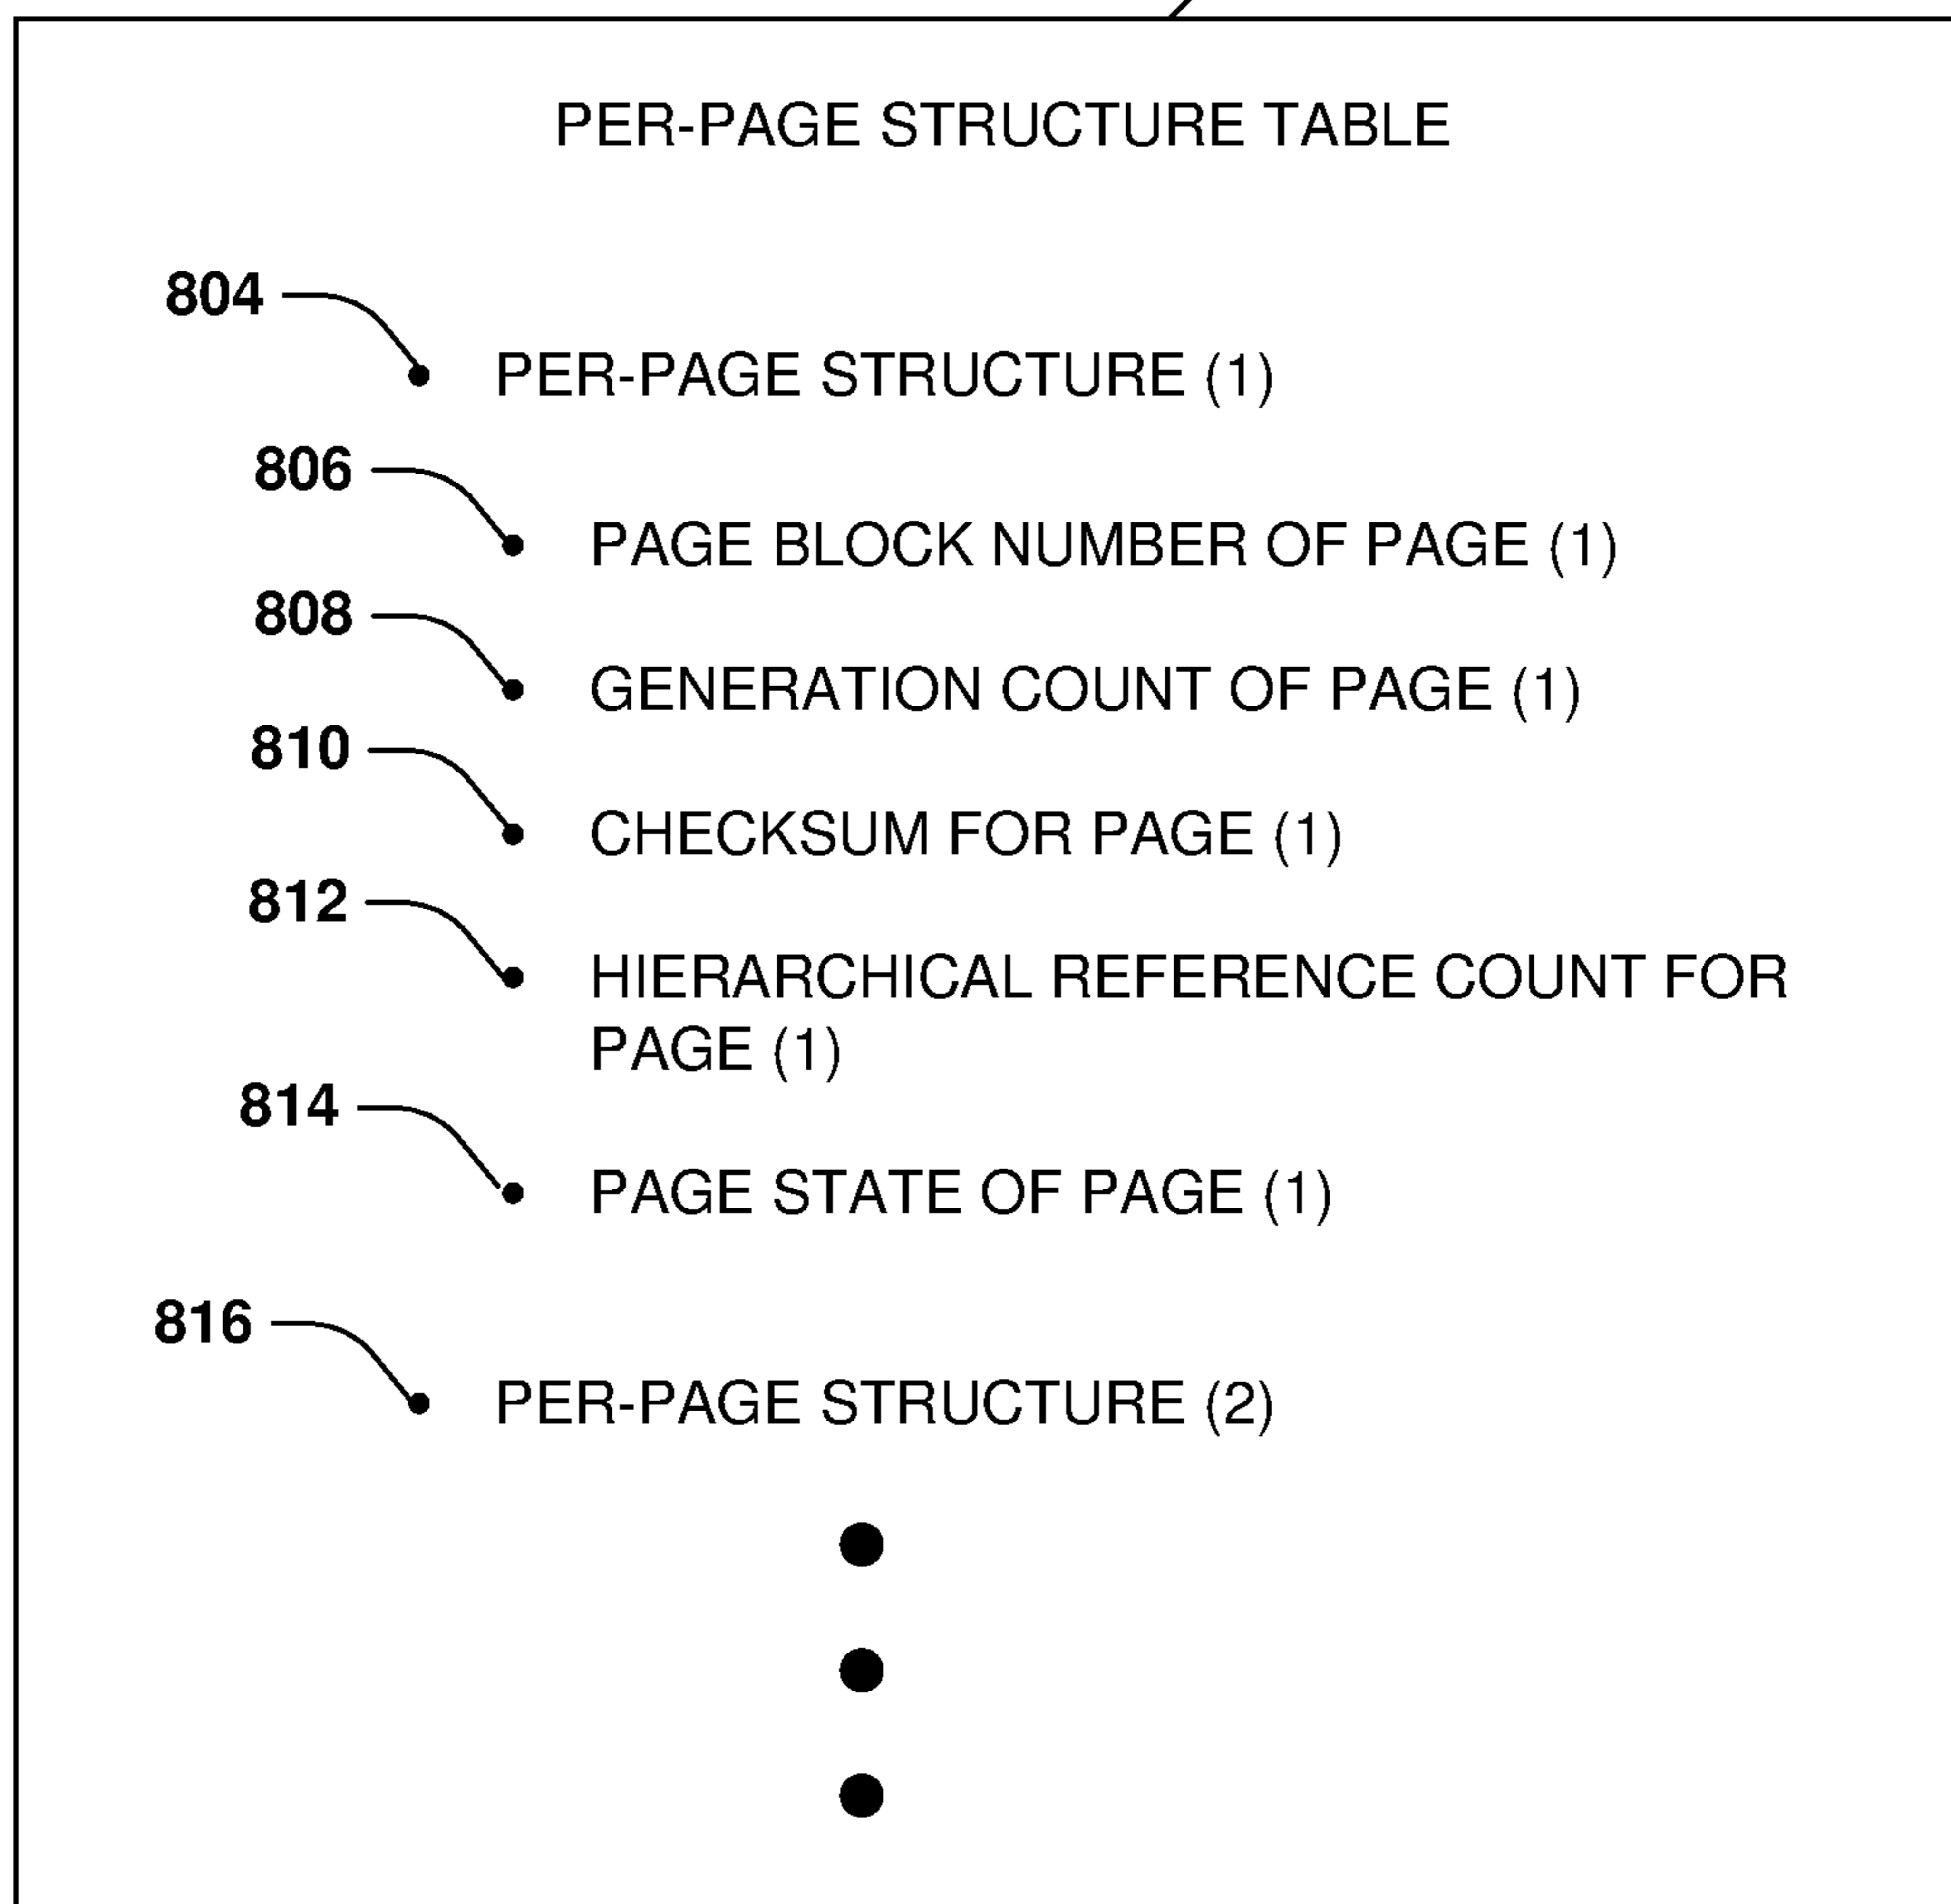 PER-PAGE STRUCTURE TABLE
804
PER-PAGE STRUCTURE (1)
806
PAGE BLOCK NUMBER OF PAGE (1)
808
GENERATION COUNT OF PAGE (1)
810
CHECKSUM FOR PAGE (1)
812
HIERARCHICAL REFERENCE COUNT FOR
PAGE (1)
814
PAGE STATE OF PAGE (1)
816
PER-PAGE STRUCTURE (2)